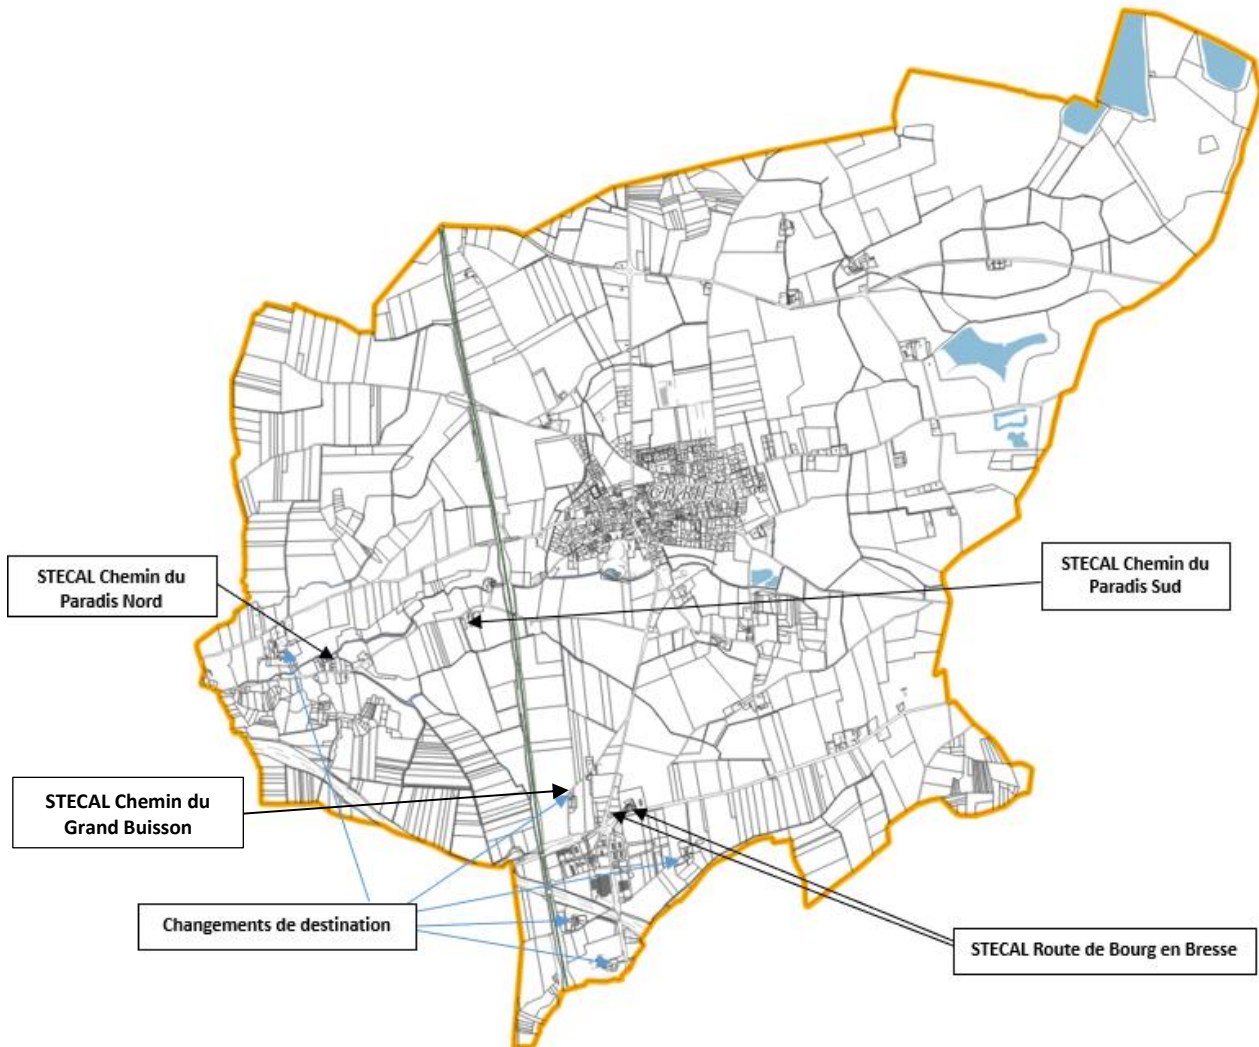 CIVRIEUX
STECAL Chemin du
Paradis Sud
STECAL Chemin du
Paradis Nord
STECAL Chemin du
Grand Buisson
Changements de destination
STECAL Route de Bourg en Bresse